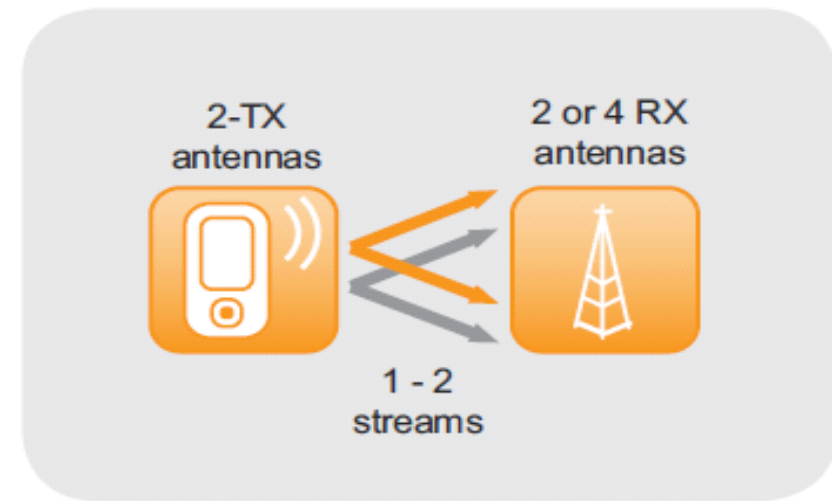 2-TX
antennas
2 or 4 RX
antennas
1 - 2
streams